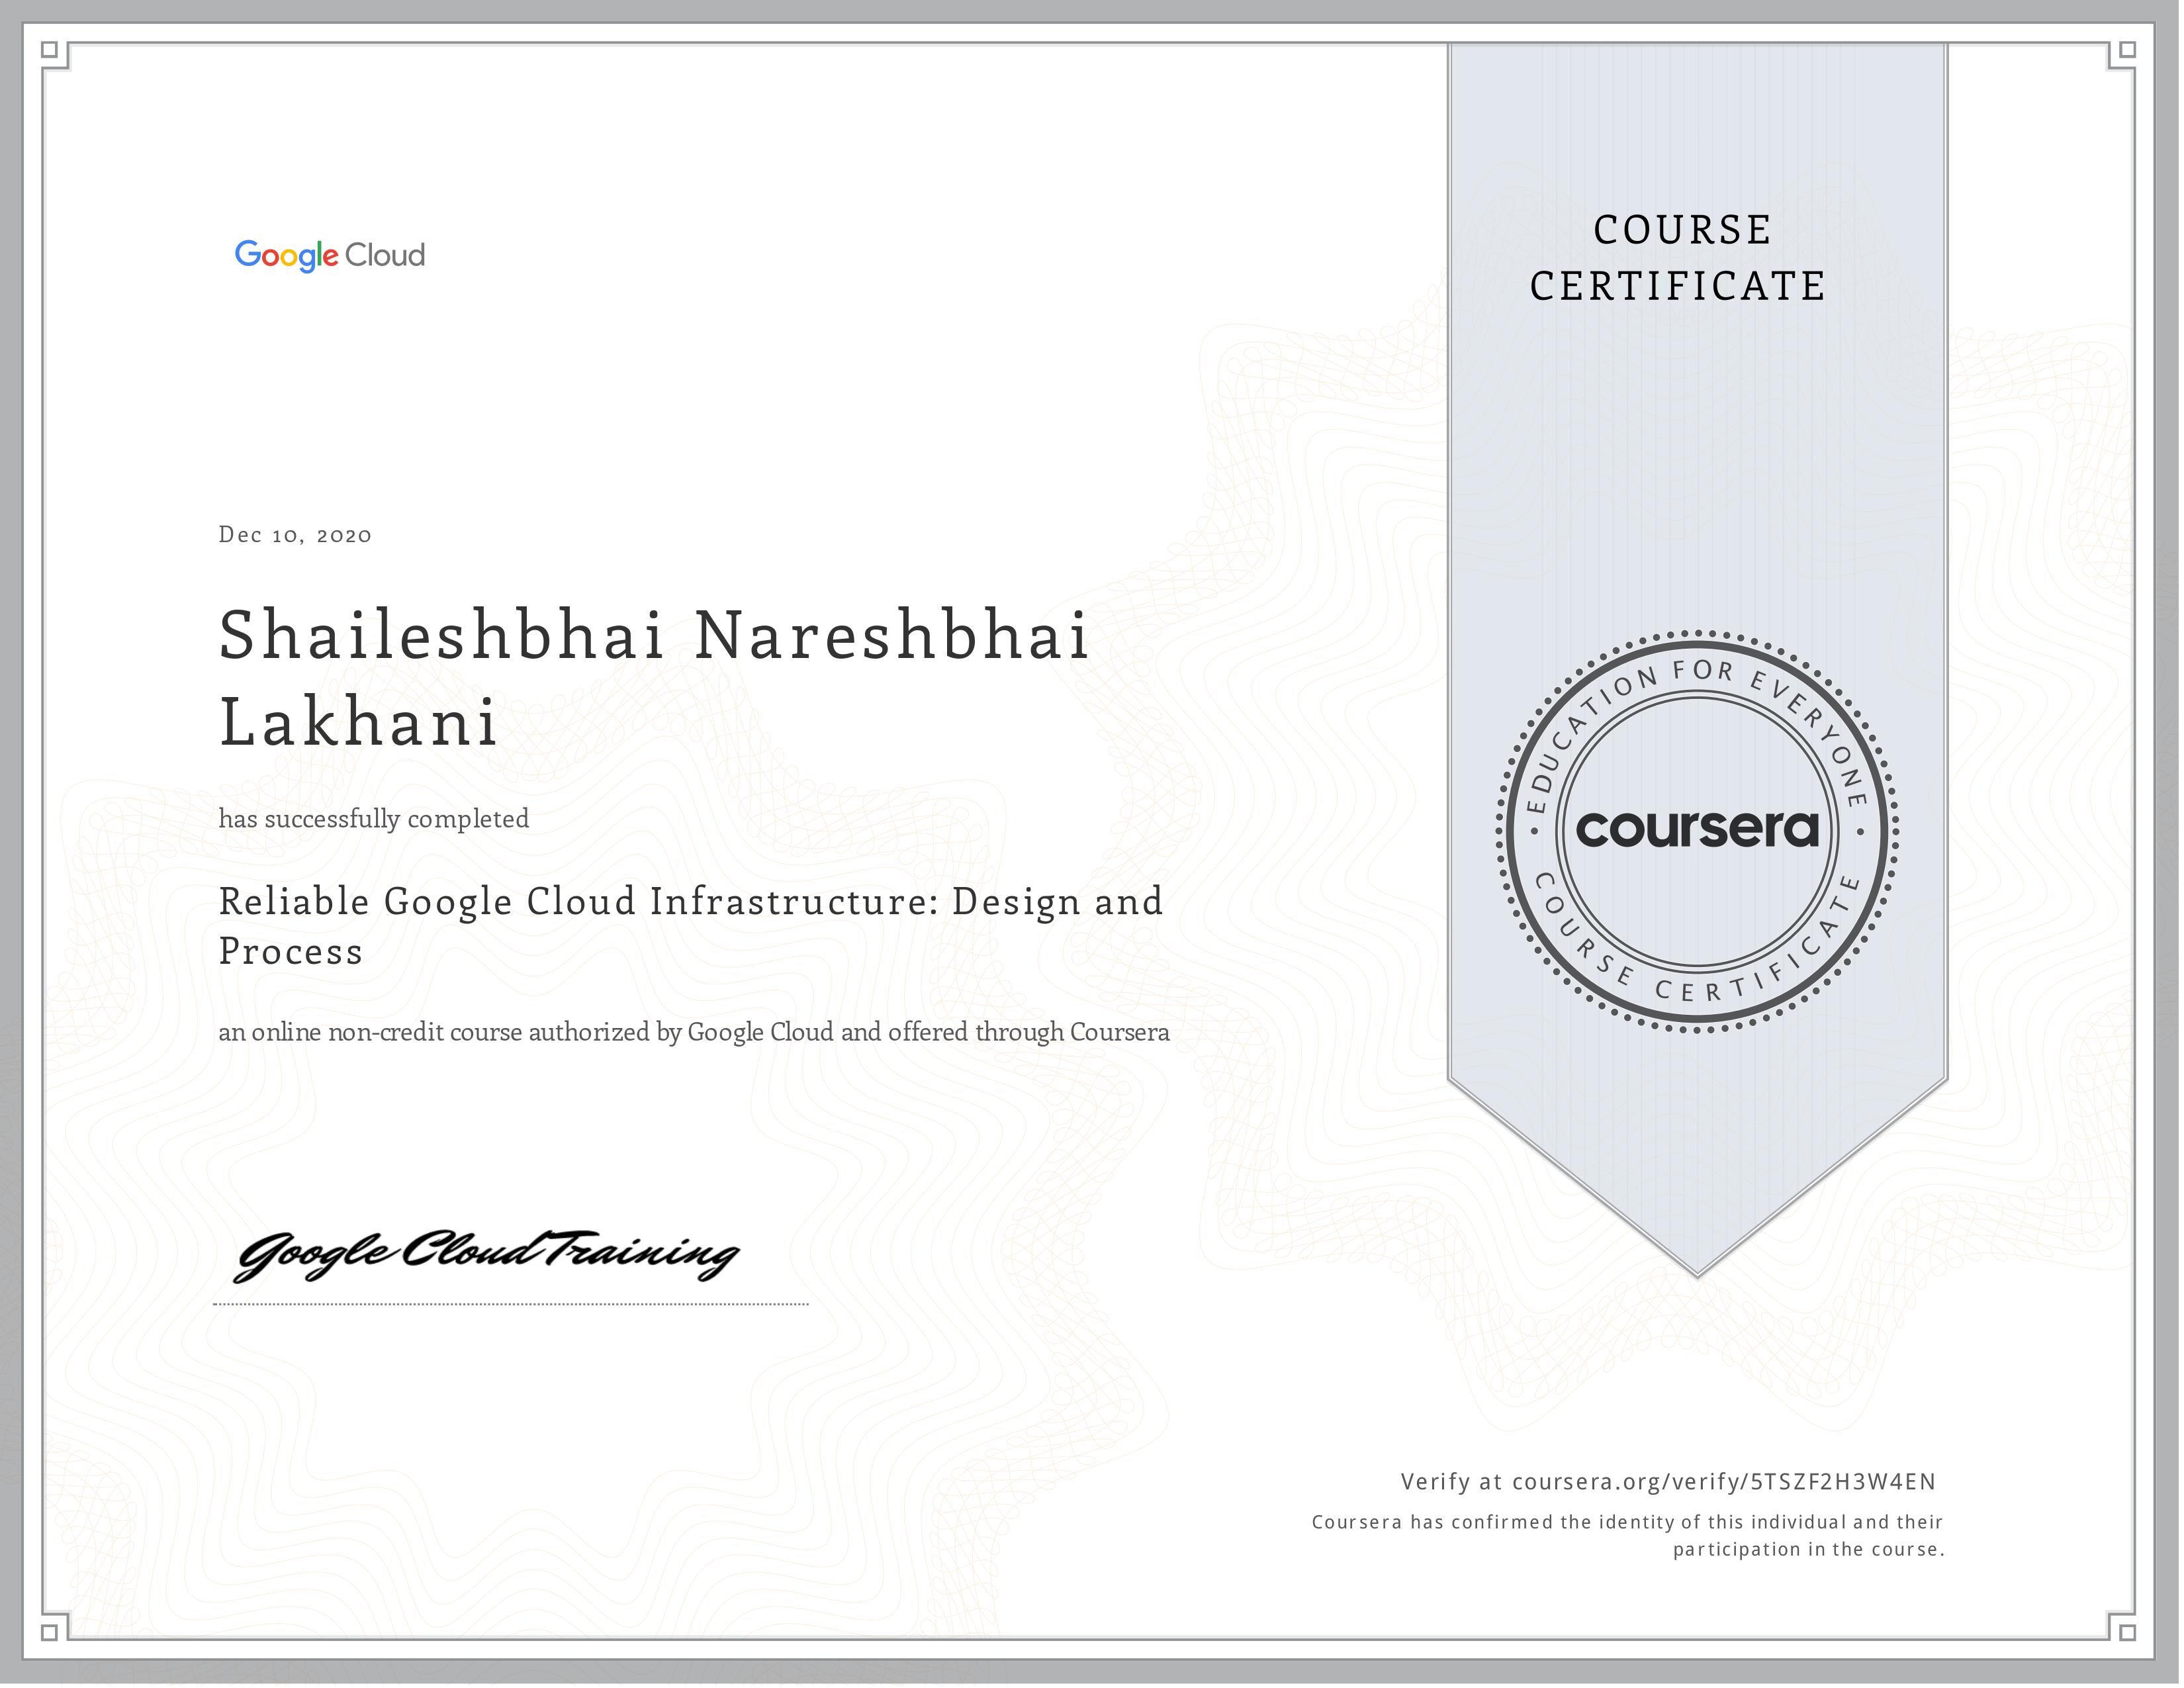 Google Cloud
COURSE
CERTIFICATE
Dec 10, 2020
Shaileshbhai Nareshbhai
Lakhani
has successfully completed
Reliable Google Cloud Infrastructure: Design and
Process
an online non-credit course authorized by Google Cloud and offered through Coursera
EDUCATION FOR EVERYONE
coursera
COURSE CERTIFICATE
Google Cloud Training
Verify at coursera.org/verify/5TSZF2H3W4EN
Coursera has confirmed the identity of this individual and their
participation in the course.